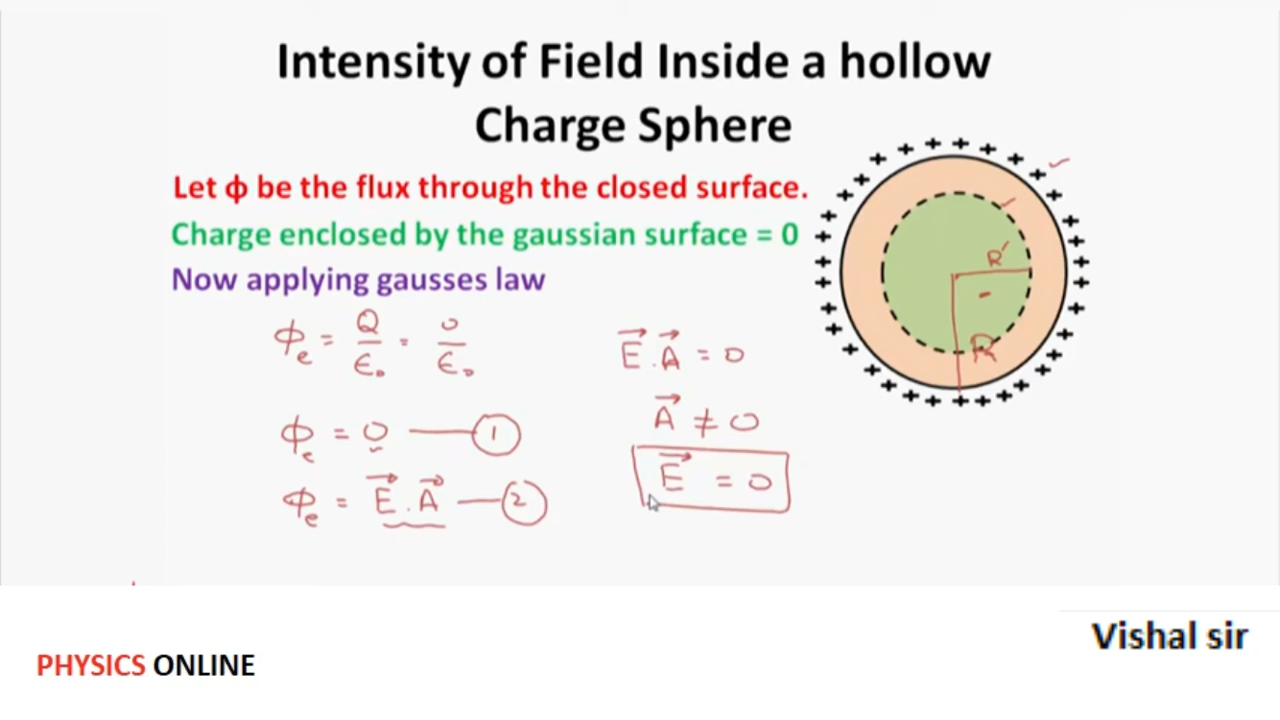 Intensity of Field Inside a hollow
Charge Sphere
Let ϕ be the flux through the closed surface.
Charge enclosed by the gaussian surface = 0
Now applying gausses law
ϕe = Q/ε0 = 0/ε0
ϕe = 0 —— ①
ϕe = E⃗ . A⃗ —— ②
E⃗ . A⃗ = 0
A⃗ ≠ 0
E⃗ = 0
R′
R
PHYSICS ONLINE
Vishal sir